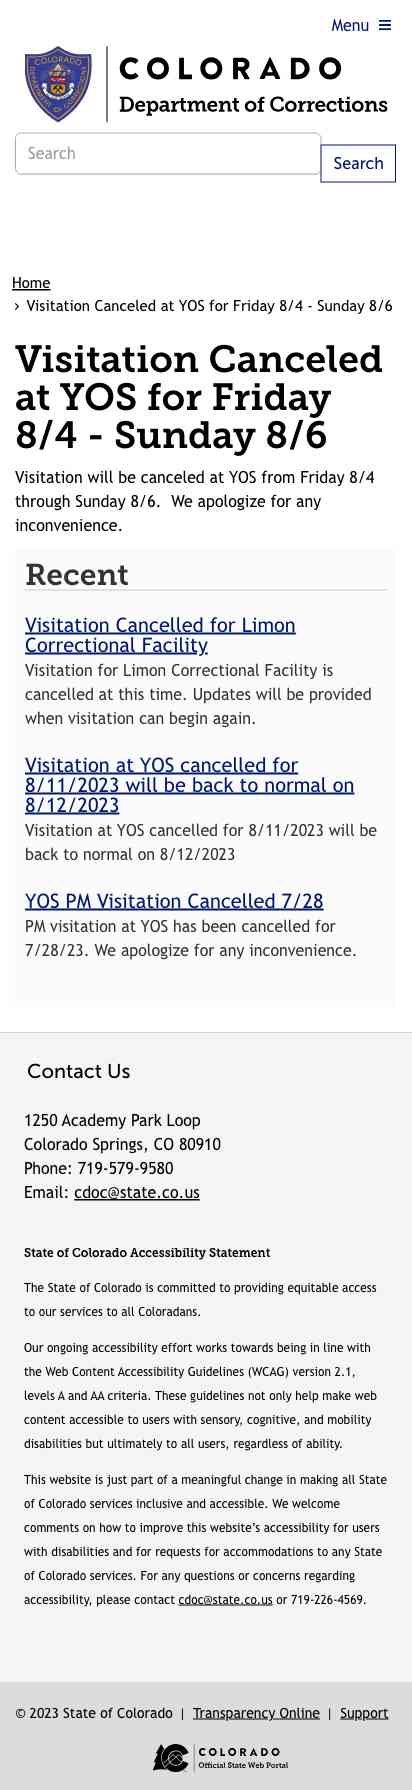 Menu
COLORADO
Department of Corrections
Search
Search
Home
› Visitation Canceled at YOS for Friday 8/4 - Sunday 8/6
Visitation Canceled
at YOS for Friday
8/4 - Sunday 8/6
Visitation will be canceled at YOS from Friday 8/4
through Sunday 8/6.  We apologize for any
inconvenience.
Recent
Visitation Cancelled for Limon
Correctional Facility
Visitation for Limon Correctional Facility is
cancelled at this time. Updates will be provided
when visitation can begin again.
Visitation at YOS cancelled for
8/11/2023 will be back to normal on
8/12/2023
Visitation at YOS cancelled for 8/11/2023 will be
back to normal on 8/12/2023
YOS PM Visitation Cancelled 7/28
PM visitation at YOS has been cancelled for
7/28/23. We apologize for any inconvenience.
Contact Us
1250 Academy Park Loop
Colorado Springs, CO 80910
Phone: 719-579-9580
Email: cdoc@state.co.us
State of Colorado Accessibility Statement
The State of Colorado is committed to providing equitable access
to our services to all Coloradans.
Our ongoing accessibility effort works towards being in line with
the Web Content Accessibility Guidelines (WCAG) version 2.1,
levels A and AA criteria. These guidelines not only help make web
content accessible to users with sensory, cognitive, and mobility
disabilities but ultimately to all users, regardless of ability.
This website is just part of a meaningful change in making all State
of Colorado services inclusive and accessible. We welcome
comments on how to improve this website's accessibility for users
with disabilities and for requests for accommodations to any State
of Colorado services. For any questions or concerns regarding
accessibility, please contact cdoc@state.co.us or 719-226-4569.
© 2023 State of Colorado | Transparency Online | Support
COLORADO
Official State Web Portal